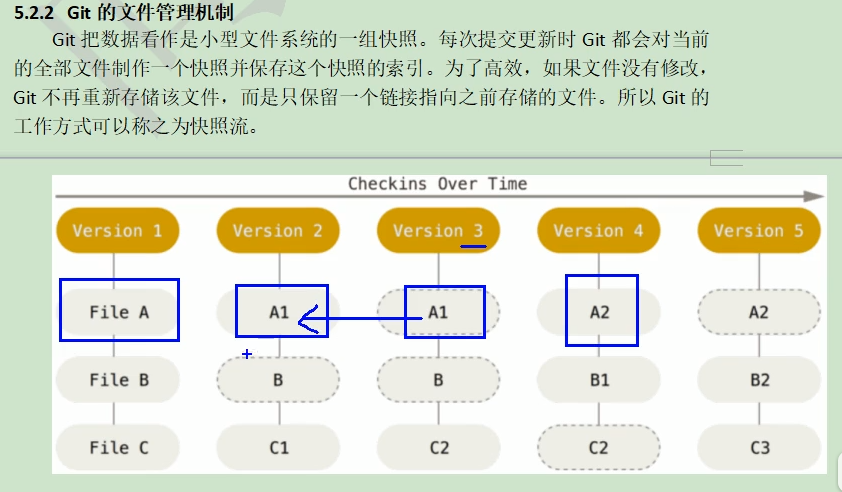 5.2.2 Git 的文件管理机制
Git 把数据看作是小型文件系统的一组快照。每次提交更新时 Git 都会对当前
的全部文件制作一个快照并保存这个快照的索引。为了高效，如果文件没有修改，
Git 不再重新存储该文件，而是只保留一个链接指向之前存储的文件。所以 Git 的
工作方式可以称之为快照流。
Checkins Over Time
Version 1 Version 2 Version 3 Version 4 Version 5
File A A1 A1 A2 A2
File B B B B1 B2
File C C1 C2 C2 C3